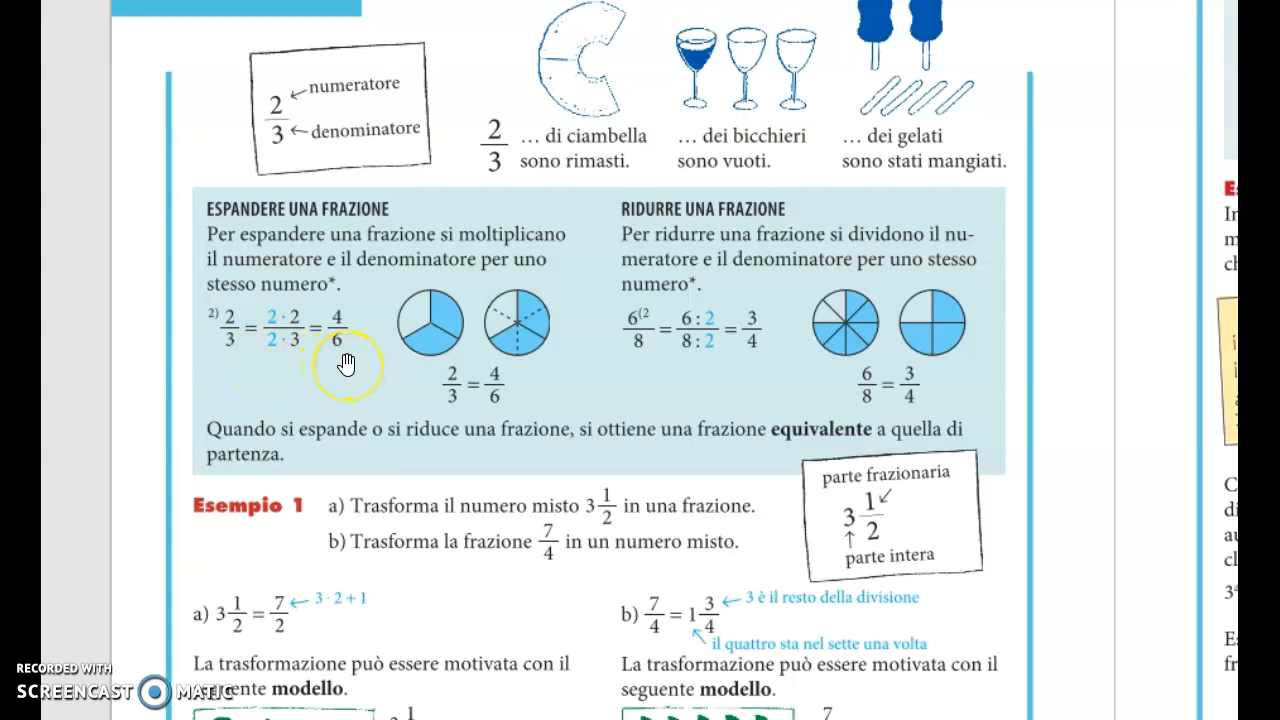 numeratore
2
3
denominatore
2/3 … di ciambella sono rimasti.
… dei bicchieri sono vuoti.
… dei gelati sono stati mangiati.
ESPANDERE UNA FRAZIONE
Per espandere una frazione si moltiplicano
il numeratore e il denominatore per uno
stesso numero*.
2) 2/3 = 2 · 2/2 · 3 = 4/6
2/3 = 4/6
RIDURRE UNA FRAZIONE
Per ridurre una frazione si dividono il nu-
meratore e il denominatore per uno stesso
numero*.
6(2/8 = 6 : 2/8 : 2 = 3/4
6/8 = 3/4
Quando si espande o si riduce una frazione, si ottiene una frazione equivalente a quella di
partenza.
parte frazionaria
3 1/2
parte intera
Esempio 1 a) Trasforma il numero misto 3 1/2 in una frazione.
b) Trasforma la frazione 7/4 in un numero misto.
a) 3 1/2 = 7/2 ← 3 · 2 + 1
La trasformazione può essere motivata con il
seguente modello.
b) 7/4 = 1 3/4 ← 3 è il resto della divisione
il quattro sta nel sette una volta
La trasformazione può essere motivata con il
seguente modello.
RECORDED WITH
SCREENCAST MATIC